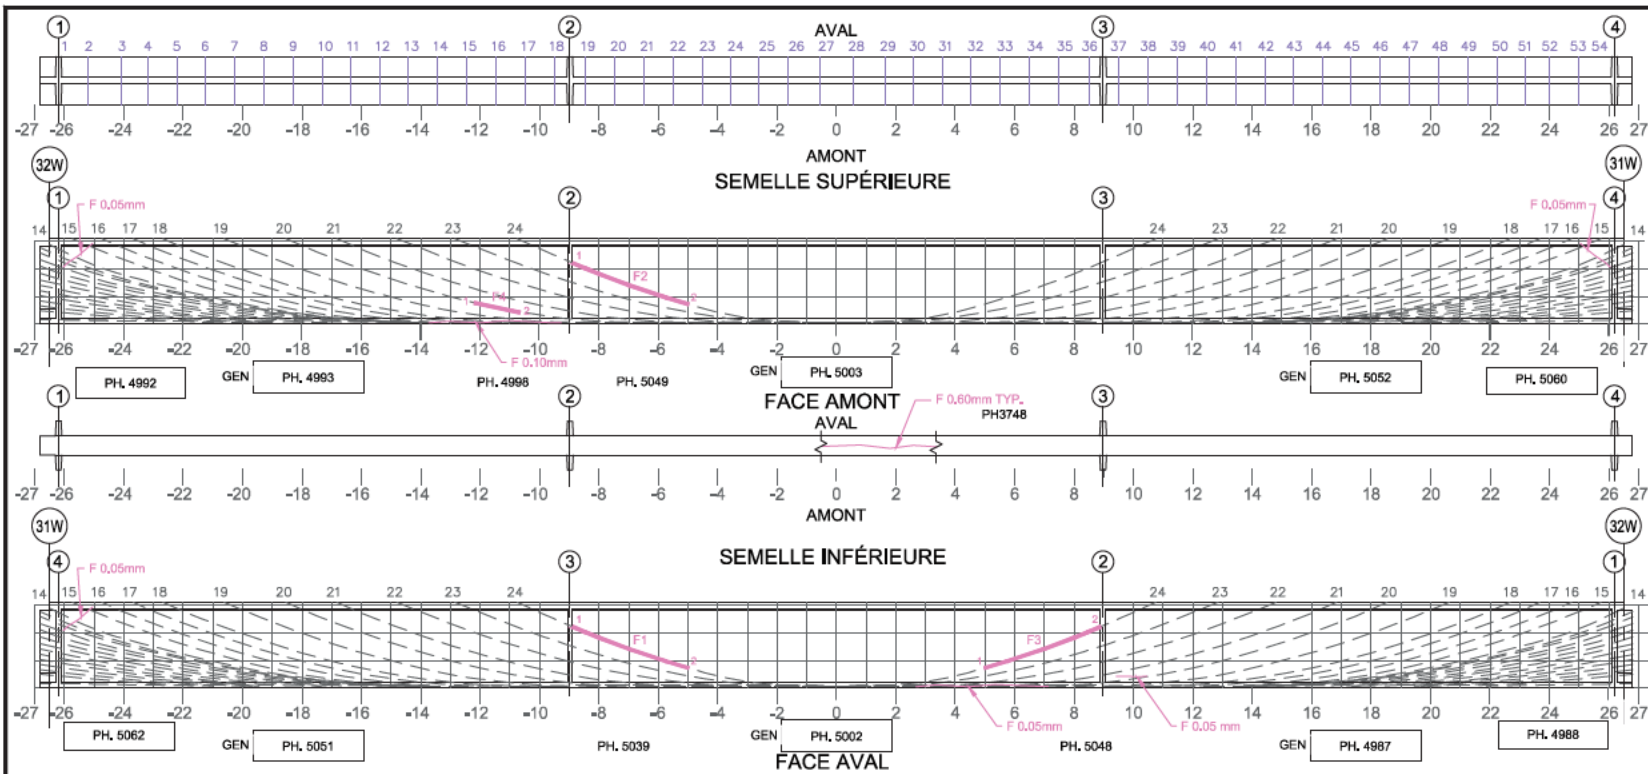 1 2 3 4
AVAL
1 2 3 4 5 6 7 8 9 10 11 12 13 14 15 16 17 18 19 20 21 22 23 24 25 26 27 28 29 30 31 32 33 34 35 36 37 38 39 40 41 42 43 44 45 46 47 48 49 50 51 52 53 54
-27 -26 -24 -22 -20 -18 -16 -14 -12 -10 -8 -6 -4 -2 0 2 4 6 8 10 12 14 16 18 20 22 24 26 27
AMONT
SEMELLE SUPÉRIEURE
32W 31W
1 2 3 4
F 0.05mm F 0.05mm
14 15 16 17 18 19 20 21 22 23 24 24 23 22 21 20 19 18 17 16 15 14
1 F2 2
1 F4 2
-27 -26 -24 -22 -20 -18 -16 -14 -12 -10 -8 -6 -4 -2 0 2 4 6 8 10 12 14 16 18 20 22 24 26 27
F 0.10mm
PH. 4992 GEN PH. 4993 PH. 4998 PH. 5049 GEN PH. 5003 GEN PH. 5052 PH. 5060
FACE AMONT
1 2 3 4
F 0.60mm TYP.
PH3748
AVAL
-27 -26 -24 -22 -20 -18 -16 -14 -12 -10 -8 -6 -4 -2 0 2 4 6 8 10 12 14 16 18 20 22 24 26 27
AMONT
SEMELLE INFÉRIEURE
31W 32W
4 3 2 1
F 0.05mm
14 15 16 17 18 19 20 21 22 23 24 24 23 22 21 20 19 18 17 16 15 14
1 F1 2 1 F3 2
-27 -26 -24 -22 -20 -18 -16 -14 -12 -10 -8 -6 -4 -2 0 2 4 6 8 10 12 14 16 18 20 22 24 26 27
F 0.05mm F 0.05 mm
PH. 5062 GEN PH. 5051 PH. 5039 GEN PH. 5002 PH. 5048 GEN PH. 4987 PH. 4988
FACE AVAL